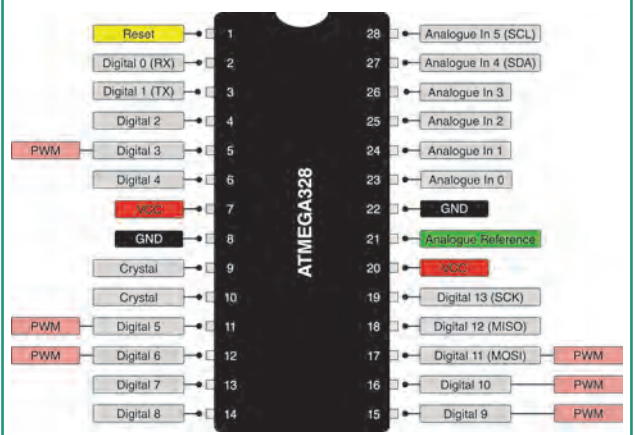 Reset 1 28 Analogue In 5 (SCL)
Digital 0 (RX) 2 27 Analogue In 4 (SDA)
Digital 1 (TX) 3 26 Analogue In 3
Digital 2 4 25 Analogue In 2
PWM Digital 3 5 24 Analogue In 1
Digital 4 6 23 Analogue In 0
VCC 7 22 GND
GND 8 21 Analogue Reference
Crystal 9 20 VCC
Crystal 10 19 Digital 13 (SCK)
PWM Digital 5 11 18 Digital 12 (MISO)
PWM Digital 6 12 17 Digital 11 (MOSI) PWM
Digital 7 13 16 Digital 10 PWM
Digital 8 14 15 Digital 9 PWM
ATMEGA328